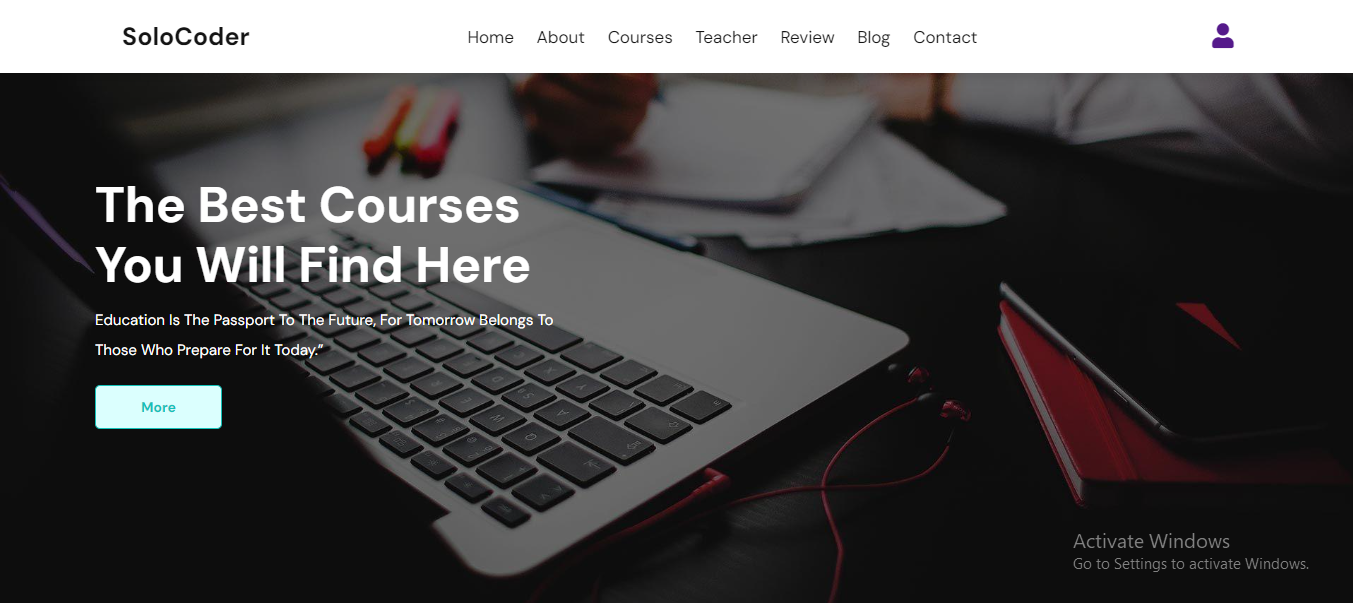 SoloCoder
Home About Courses Teacher Review Blog Contact
The Best Courses
You Will Find Here
Education Is The Passport To The Future, For Tomorrow Belongs To
Those Who Prepare For It Today.”
More
Activate Windows
Go to Settings to activate Windows.